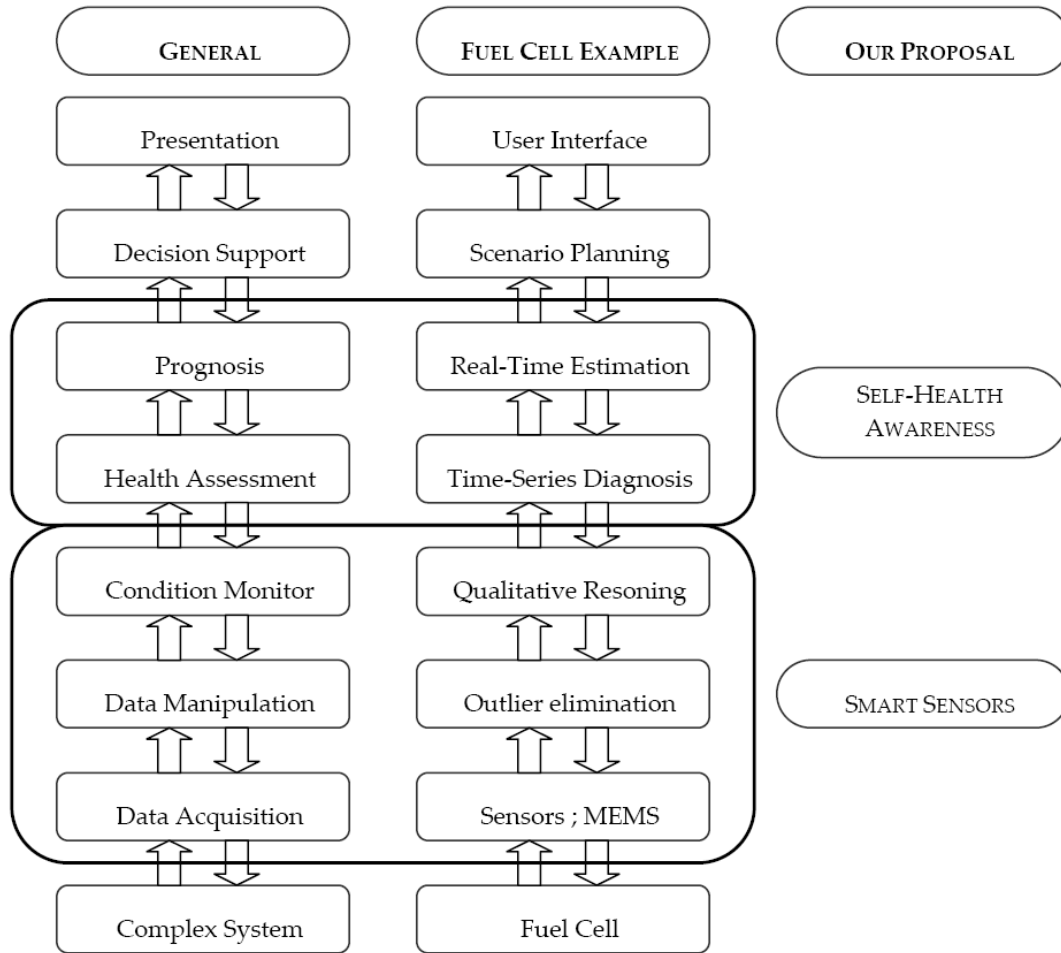 GENERAL
FUEL CELL EXAMPLE
OUR PROPOSAL
Presentation
User Interface
Decision Support
Scenario Planning
Prognosis
Real-Time Estimation
SELF-HEALTH
AWARENESS
Health Assessment
Time-Series Diagnosis
Condition Monitor
Qualitative Resoning
Data Manipulation
Outlier elimination
SMART SENSORS
Data Acquisition
Sensors ; MEMS
Complex System
Fuel Cell